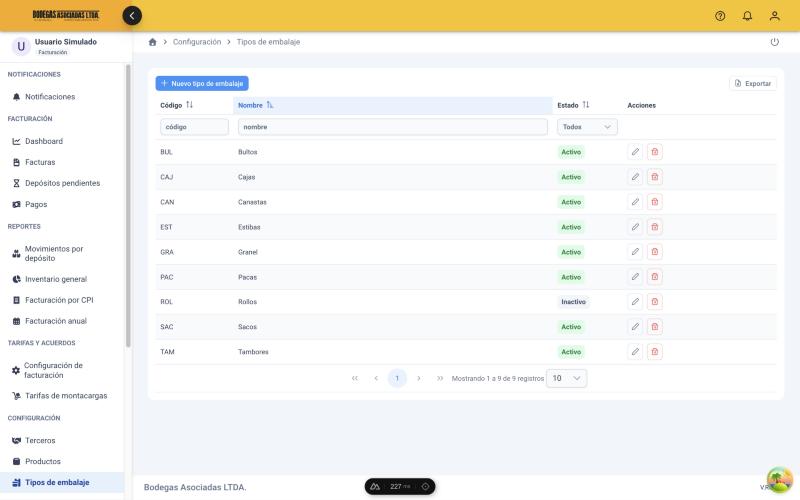 BODEGAS ASOCIADAS LTDA.
U
Usuario Simulado
Facturación
Configuración
Tipos de embalaje
NOTIFICACIONES
Notificaciones
FACTURACIÓN
Dashboard
Facturas
Depósitos pendientes
Pagos
REPORTES
Movimientos por
depósito
Inventario general
Facturación por CPI
Facturación anual
TARIFAS Y ACUERDOS
Configuración de
facturación
Tarifas de montacargas
CONFIGURACIÓN
Terceros
Productos
Tipos de embalaje
Nuevo tipo de embalaje
Exportar
Código Nombre Estado Acciones
código nombre Todos
BUL Bultos Activo
CAJ Cajas Activo
CAN Canastas Activo
EST Estibas Activo
GRA Granel Activo
PAC Pacas Activo
ROL Rollos Inactivo
SAC Sacos Activo
TAM Tambores Activo
1 Mostrando 1 a 9 de 9 registros 10
Bodegas Asociadas LTDA.
227 ms